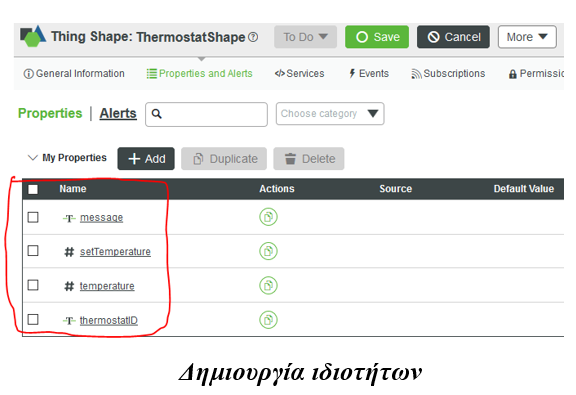 Thing Shape: ThermostatShape ? To Do Save Cancel More
General Information Properties and Alerts </> Services Events Subscriptions Permissio
Properties | Alerts Choose category
My Properties + Add Duplicate Delete
Name Actions Source Default Value
T message
# setTemperature
# temperature
T thermostatID
Δημιουργία ιδιοτήτων